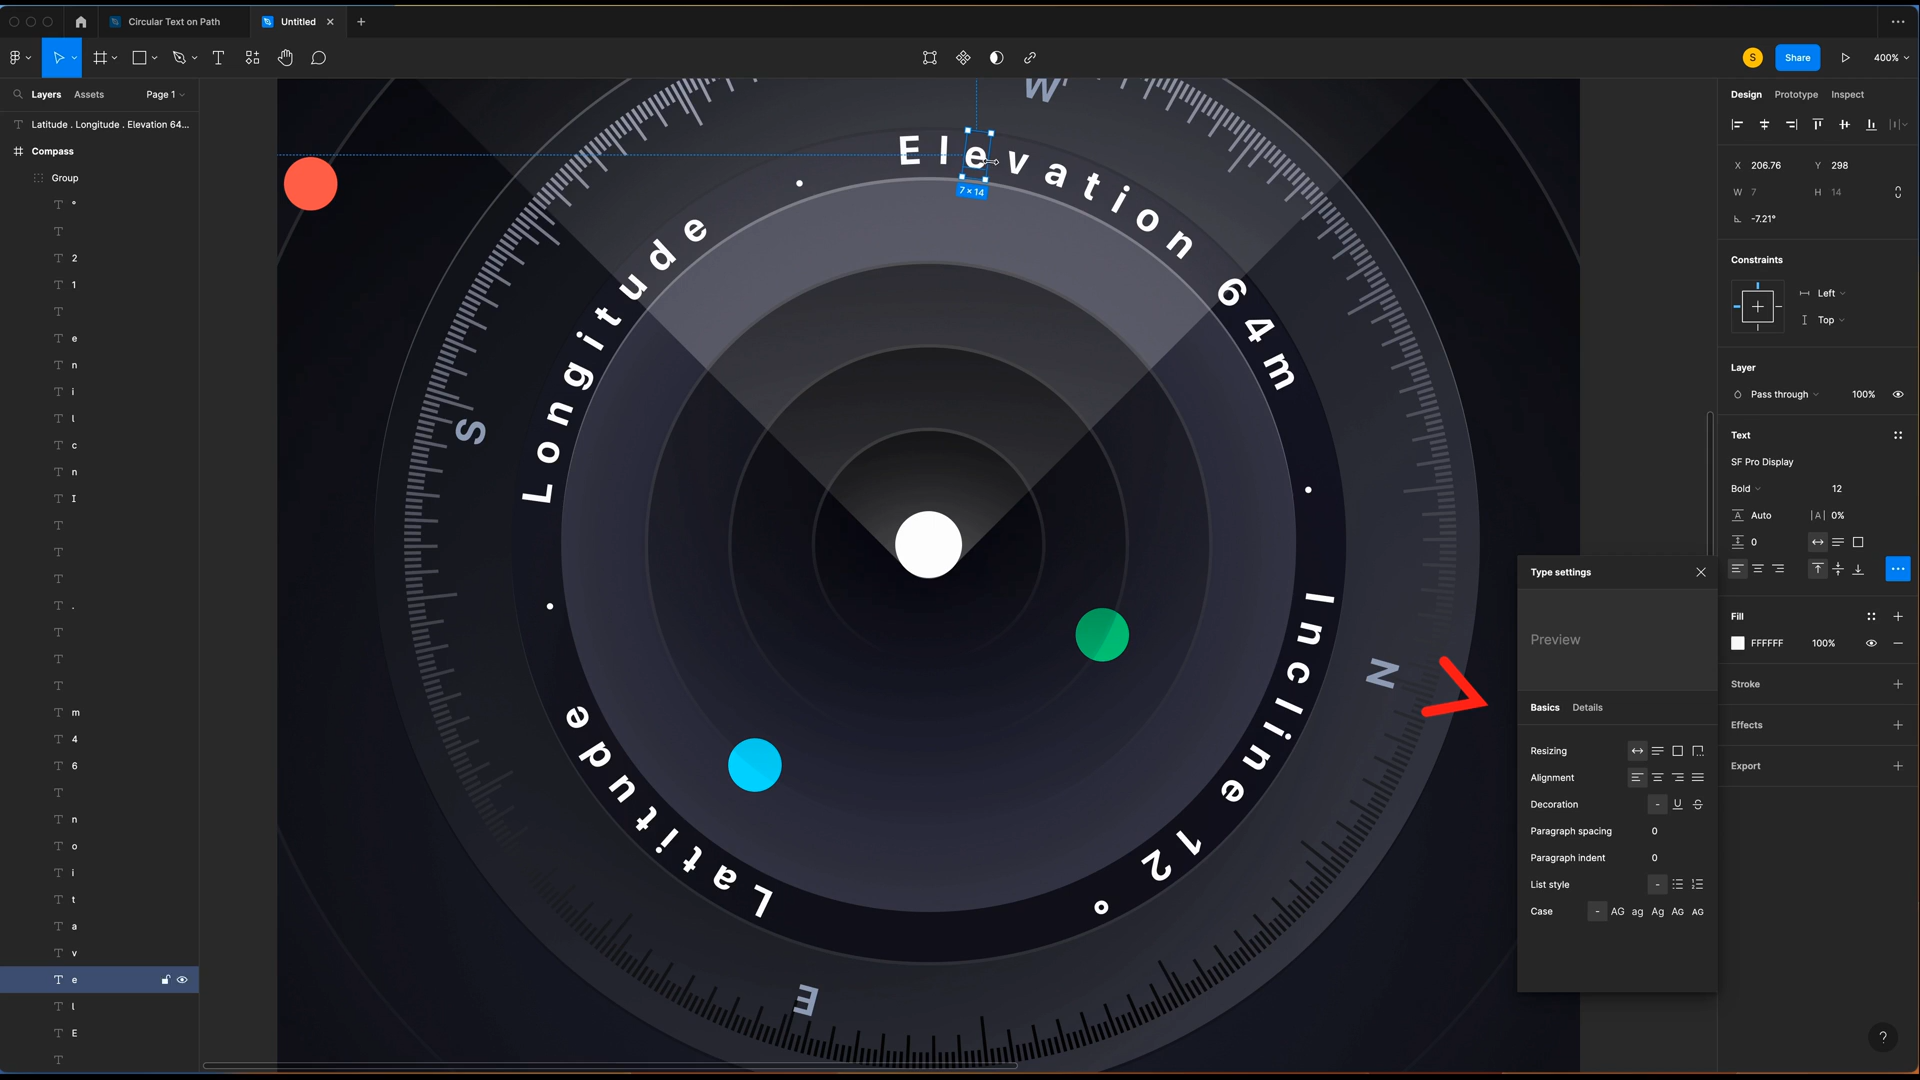 Circular Text on Path
Untitled
S
Share
400%
Layers
Assets
Page 1
Latitude . Longitude . Elevation 64...
Compass
Group
°
2
1
e
n
i
l
c
n
I
.
m
4
6
n
o
i
t
a
v
e
l
E
W
S
N
E
Latitude · Longitude · Elevation 64m · Incline 12 °
7 × 14
Design
Prototype
Inspect
X 206.76
Y 298
W 7
H 14
-7.21°
Constraints
Left
Top
Layer
Pass through
100%
Text
SF Pro Display
Bold
12
Auto
|A| 0%
0
Fill
FFFFFF
100%
Stroke
Effects
Export
Type settings
Preview
Basics
Details
Resizing
Alignment
Decoration
- U S
Paragraph spacing
0
Paragraph indent
0
List style
-
Case
- AG ag Ag AG AG
?